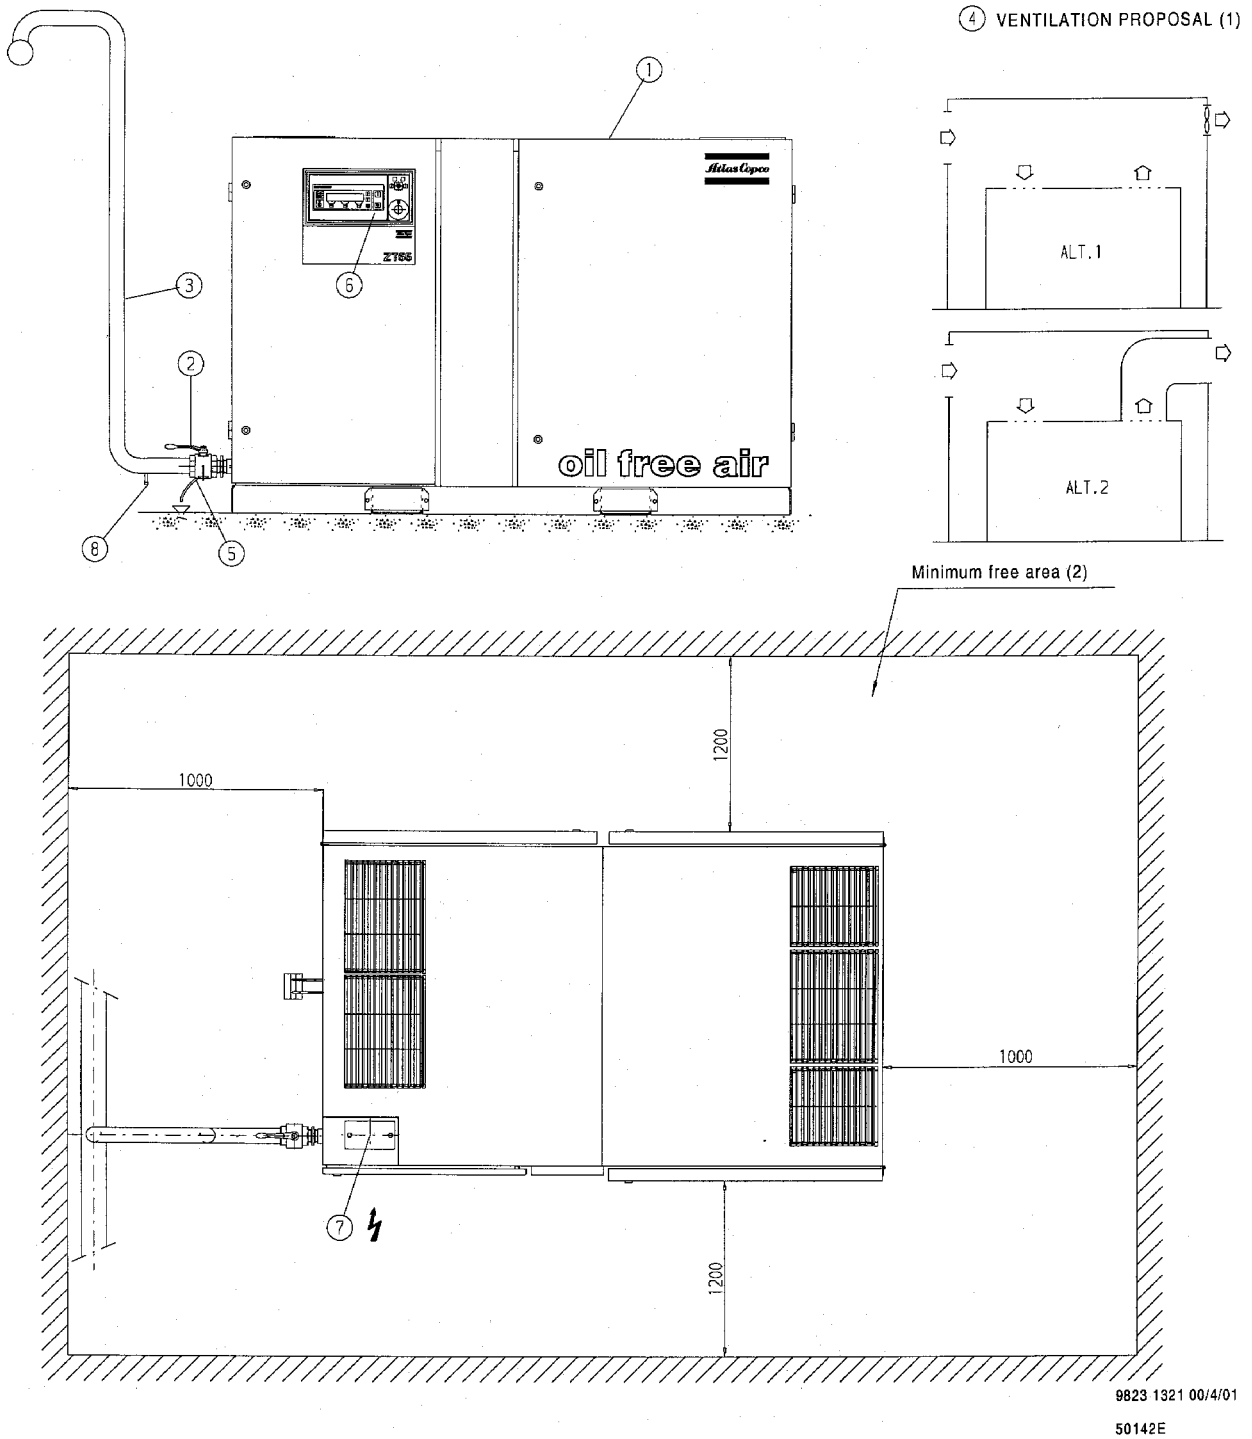 4 VENTILATION PROPOSAL (1)
1
Atlas Copco
ZT55
6
3
2
oil free air
8
5
ALT.1
ALT.2
Minimum free area (2)
1200
1000
1000
7
1200
9823 1321 00/4/01
50142E